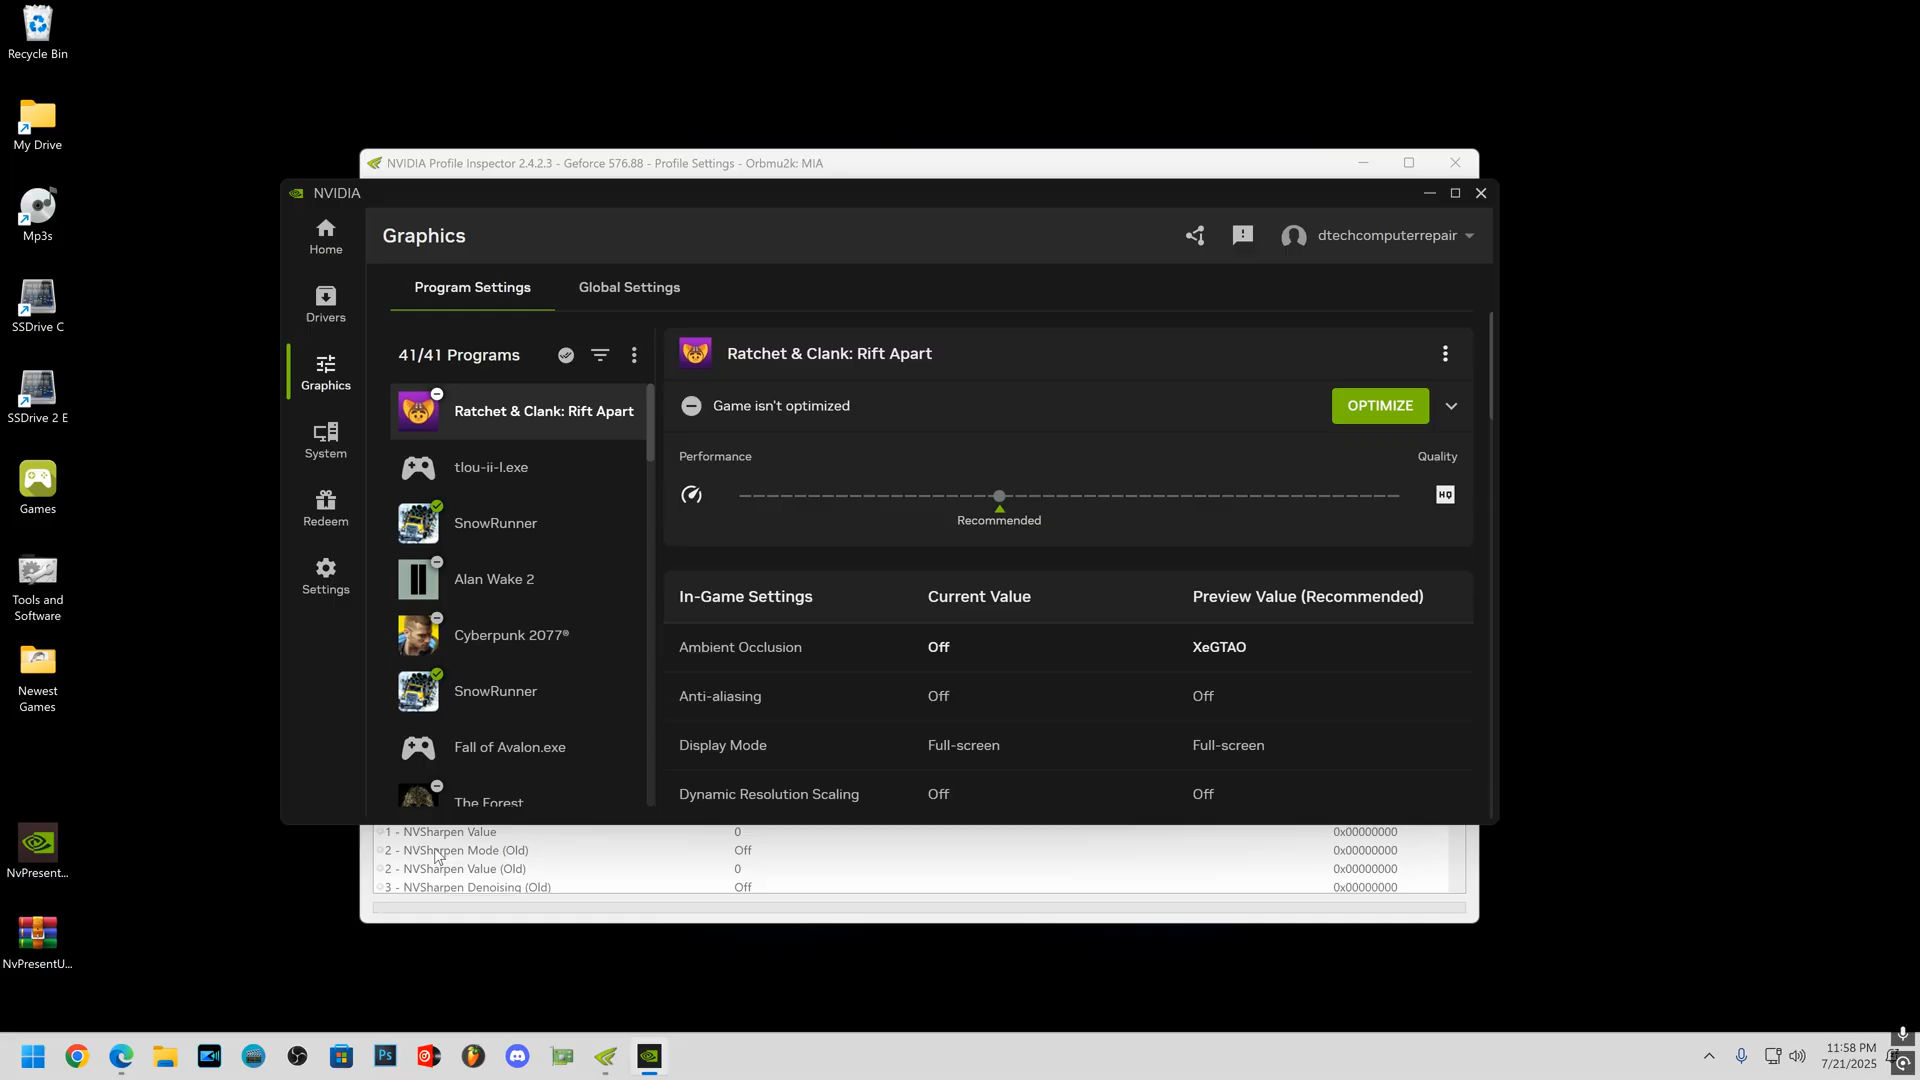 Recycle Bin
My Drive
Mp3s
SSDrive C
SSDrive 2 E
Games
Tools and
Software
Newest
Games
NvPresent...
NvPresentU...
NVIDIA Profile Inspector 2.4.2.3 - Geforce 576.88 - Profile Settings - Orbmu2k: MIA
NVIDIA
Home
Drivers
Graphics
System
Redeem
Settings
Graphics
dtechcomputerrepair
Program Settings
Global Settings
41/41 Programs
Ratchet & Clank: Rift Apart
tlou-ii-l.exe
SnowRunner
Alan Wake 2
Cyberpunk 2077®
SnowRunner
Fall of Avalon.exe
The Forest
Ratchet & Clank: Rift Apart
Game isn't optimized
OPTIMIZE
Performance
Quality
HQ
Recommended
In-Game Settings Current Value Preview Value (Recommended)
Ambient Occlusion Off XeGTAO
Anti-aliasing Off Off
Display Mode Full-screen Full-screen
Dynamic Resolution Scaling Off Off
1 - NVSharpen Value 0 0x00000000
2 - NVSharpen Mode (Old) Off 0x00000000
2 - NVSharpen Value (Old) 0 0x00000000
3 - NVSharpen Denoising (Old) Off 0x00000000
Ps
11:58 PM
7/21/2025